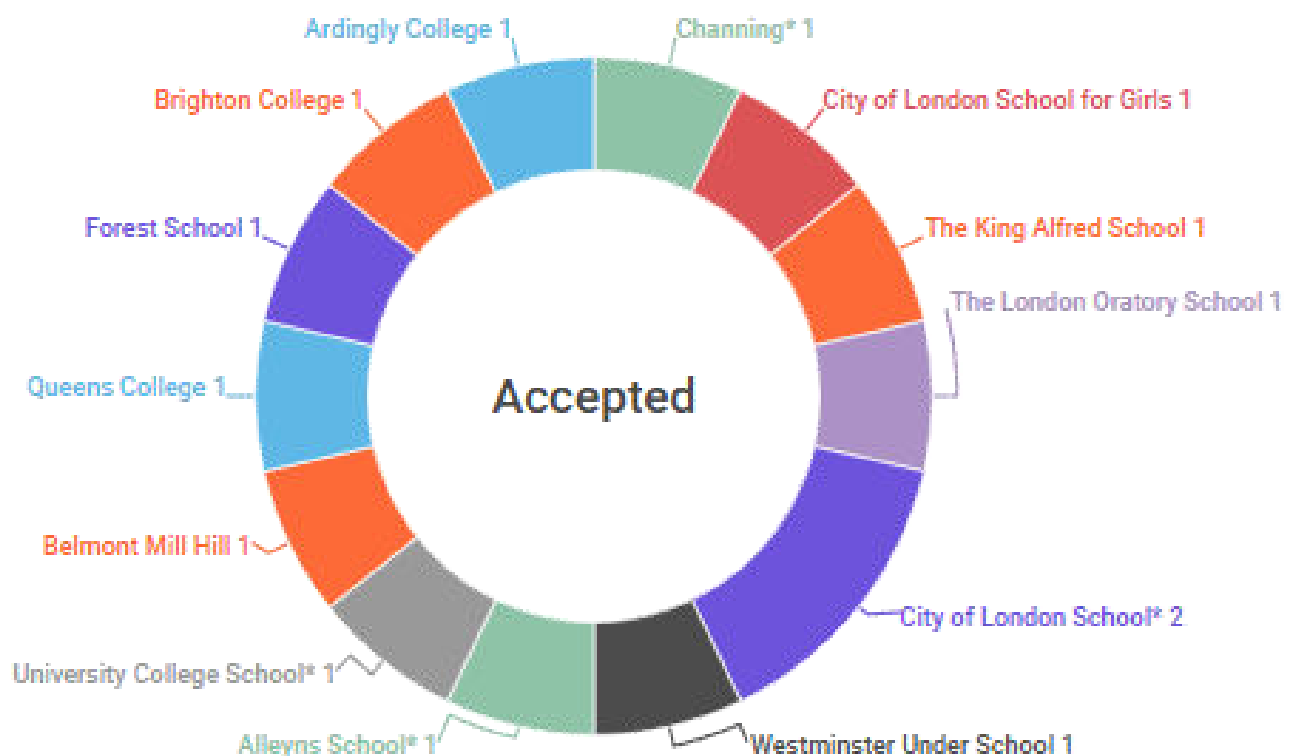 Ardingly College 1
Channing* 1
Brighton College 1
City of London School for Girls 1
Forest School 1
The King Alfred School 1
The London Oratory School 1
Queens College 1
Accepted
Belmont Mill Hill 1
City of London School* 2
University College School* 1
Alleyns School* 1
Westminster Under School 1